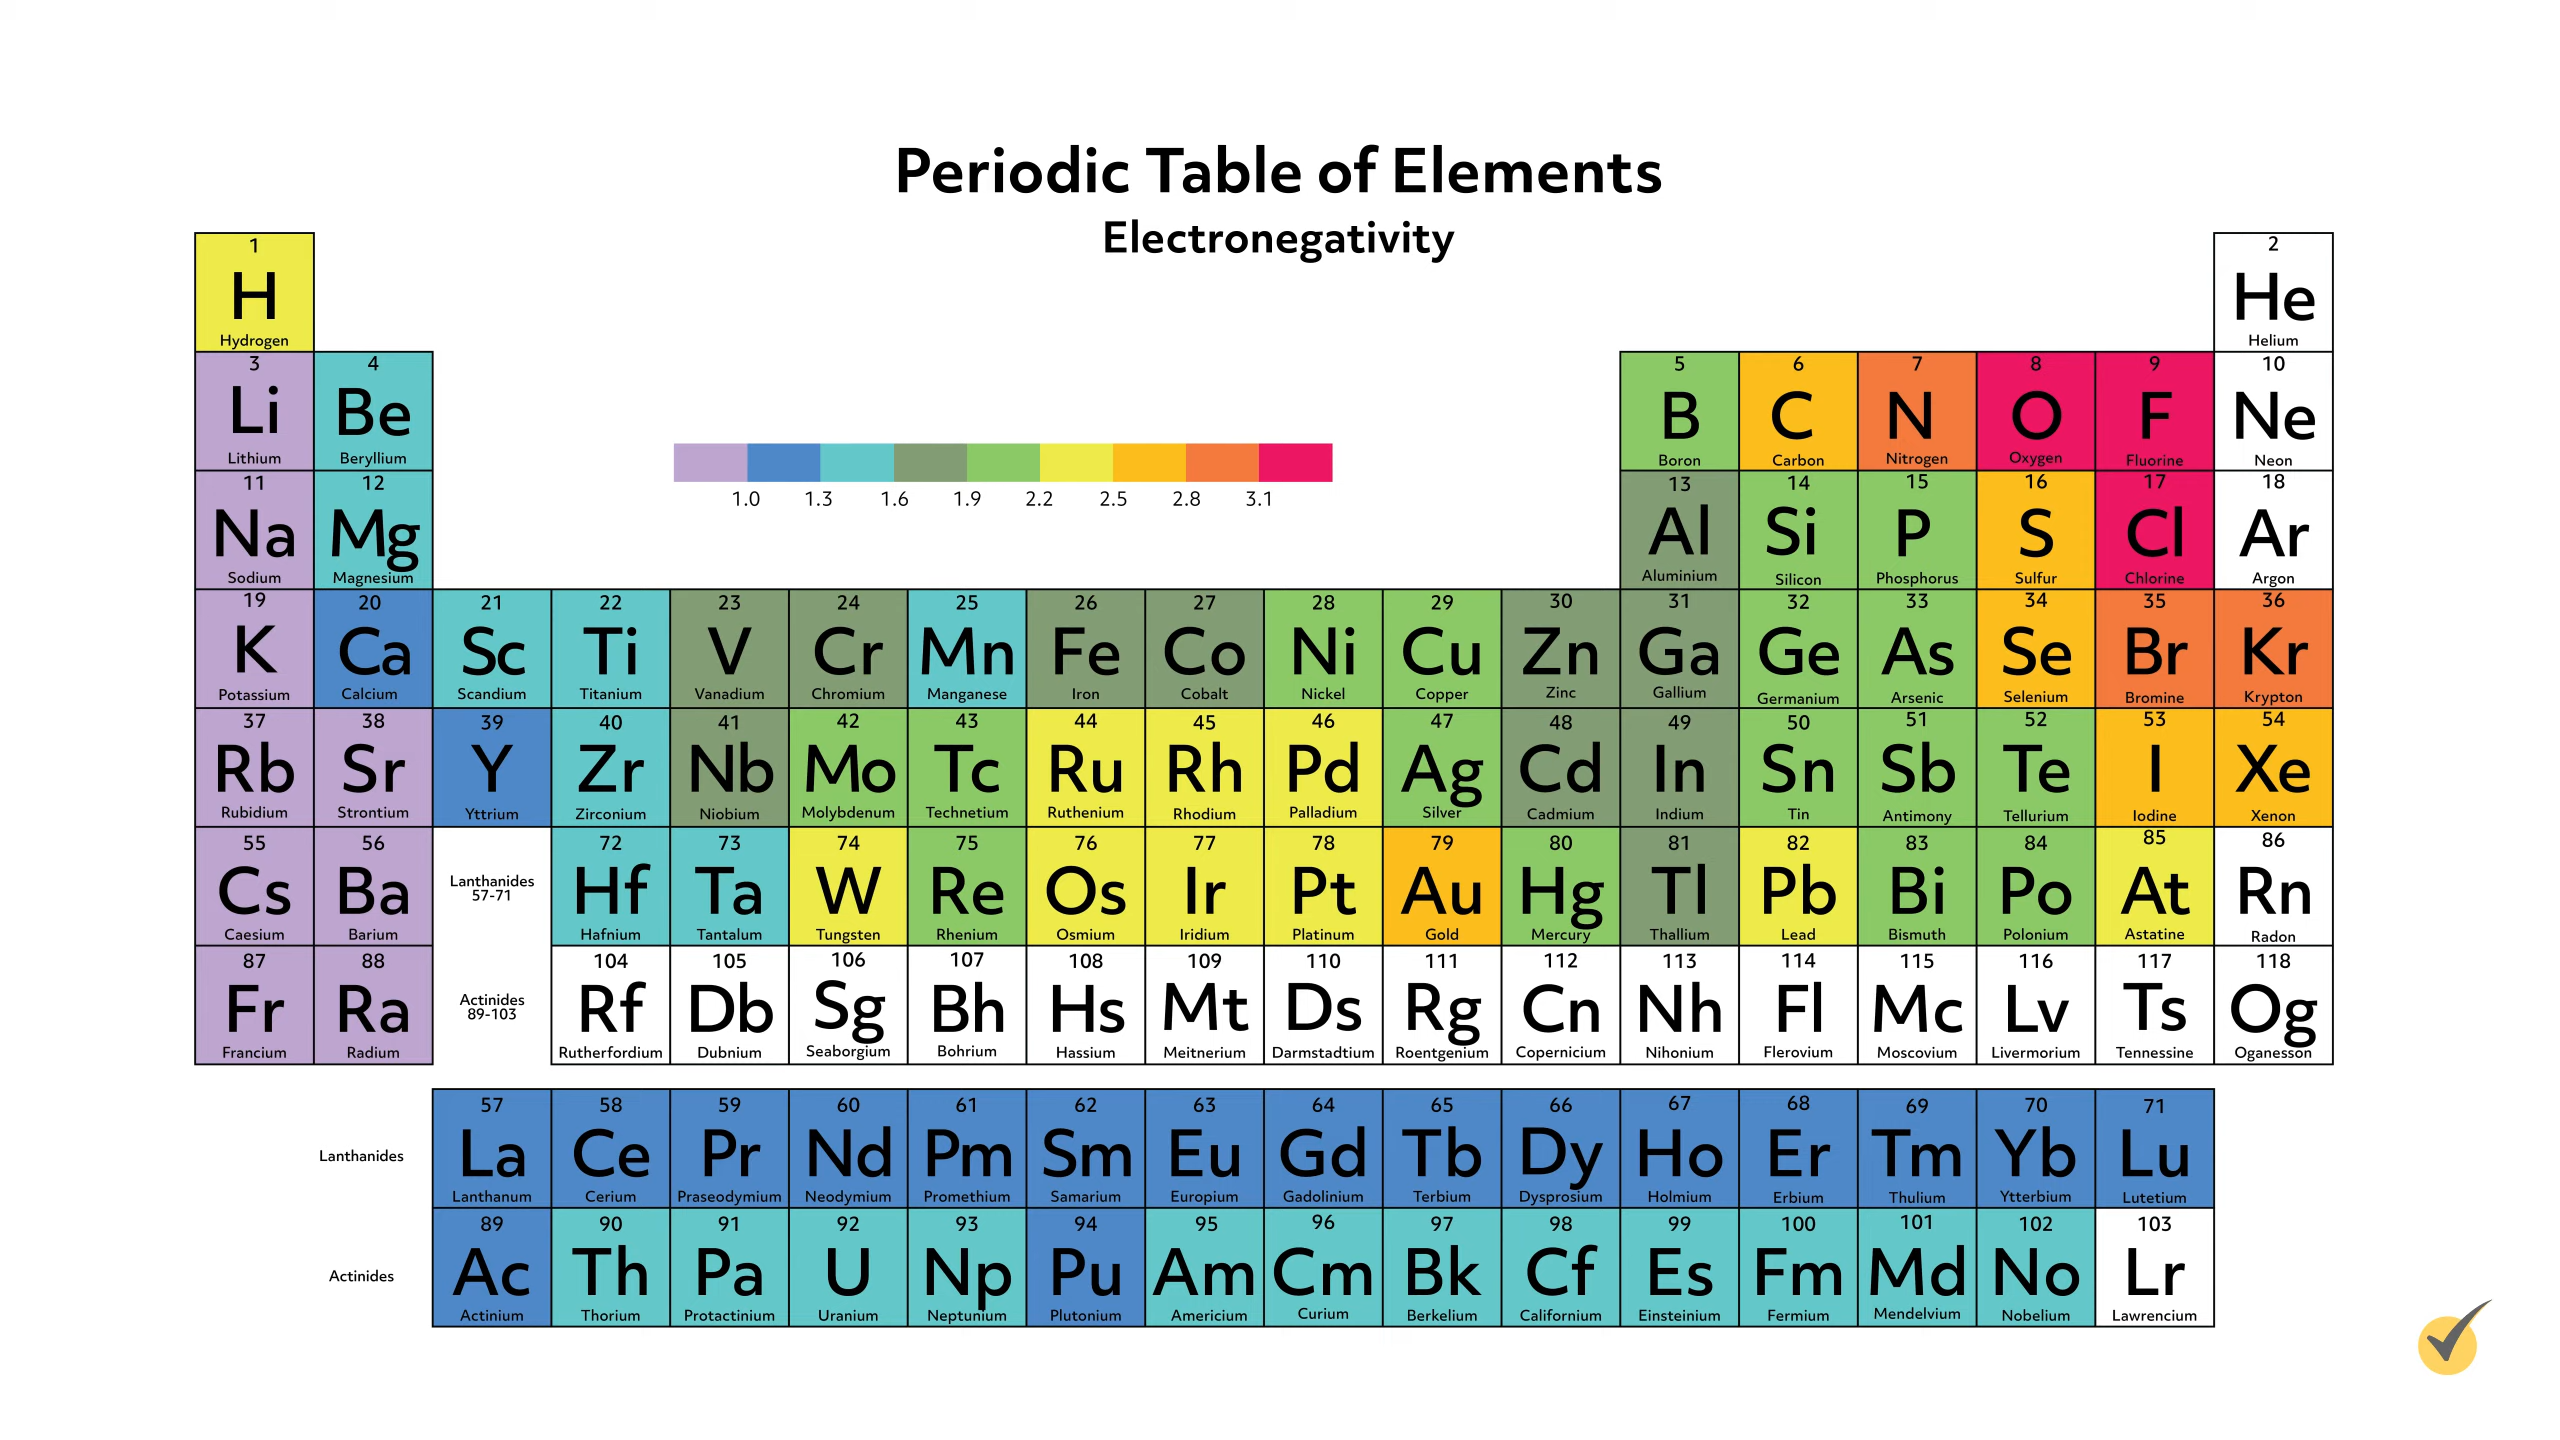 Periodic Table of Elements
Electronegativity
1
H
Hydrogen
2
He
Helium
3
Li
Lithium
4
Be
Beryllium
5
B
Boron
6
C
Carbon
7
N
Nitrogen
8
O
Oxygen
9
F
Fluorine
10
Ne
Neon
1.0 1.3 1.6 1.9 2.2 2.5 2.8 3.1
11
Na
Sodium
12
Mg
Magnesium
13
Al
Aluminium
14
Si
Silicon
15
P
Phosphorus
16
S
Sulfur
17
Cl
Chlorine
18
Ar
Argon
19
K
Potassium
20
Ca
Calcium
21
Sc
Scandium
22
Ti
Titanium
23
V
Vanadium
24
Cr
Chromium
25
Mn
Manganese
26
Fe
Iron
27
Co
Cobalt
28
Ni
Nickel
29
Cu
Copper
30
Zn
Zinc
31
Ga
Gallium
32
Ge
Germanium
33
As
Arsenic
34
Se
Selenium
35
Br
Bromine
36
Kr
Krypton
37
Rb
Rubidium
38
Sr
Strontium
39
Y
Yttrium
40
Zr
Zirconium
41
Nb
Niobium
42
Mo
Molybdenum
43
Tc
Technetium
44
Ru
Ruthenium
45
Rh
Rhodium
46
Pd
Palladium
47
Ag
Silver
48
Cd
Cadmium
49
In
Indium
50
Sn
Tin
51
Sb
Antimony
52
Te
Tellurium
53
I
Iodine
54
Xe
Xenon
55
Cs
Caesium
56
Ba
Barium
Lanthanides
57-71
72
Hf
Hafnium
73
Ta
Tantalum
74
W
Tungsten
75
Re
Rhenium
76
Os
Osmium
77
Ir
Iridium
78
Pt
Platinum
79
Au
Gold
80
Hg
Mercury
81
Tl
Thallium
82
Pb
Lead
83
Bi
Bismuth
84
Po
Polonium
85
At
Astatine
86
Rn
Radon
87
Fr
Francium
88
Ra
Radium
Actinides
89-103
104
Rf
Rutherfordium
105
Db
Dubnium
106
Sg
Seaborgium
107
Bh
Bohrium
108
Hs
Hassium
109
Mt
Meitnerium
110
Ds
Darmstadtium
111
Rg
Roentgenium
112
Cn
Copernicium
113
Nh
Nihonium
114
Fl
Flerovium
115
Mc
Moscovium
116
Lv
Livermorium
117
Ts
Tennessine
118
Og
Oganesson
Lanthanides
57
La
Lanthanum
58
Ce
Cerium
59
Pr
Praseodymium
60
Nd
Neodymium
61
Pm
Promethium
62
Sm
Samarium
63
Eu
Europium
64
Gd
Gadolinium
65
Tb
Terbium
66
Dy
Dysprosium
67
Ho
Holmium
68
Er
Erbium
69
Tm
Thulium
70
Yb
Ytterbium
71
Lu
Lutetium
Actinides
89
Ac
Actinium
90
Th
Thorium
91
Pa
Protactinium
92
U
Uranium
93
Np
Neptunium
94
Pu
Plutonium
95
Am
Americium
96
Cm
Curium
97
Bk
Berkelium
98
Cf
Californium
99
Es
Einsteinium
100
Fm
Fermium
101
Md
Mendelvium
102
No
Nobelium
103
Lr
Lawrencium